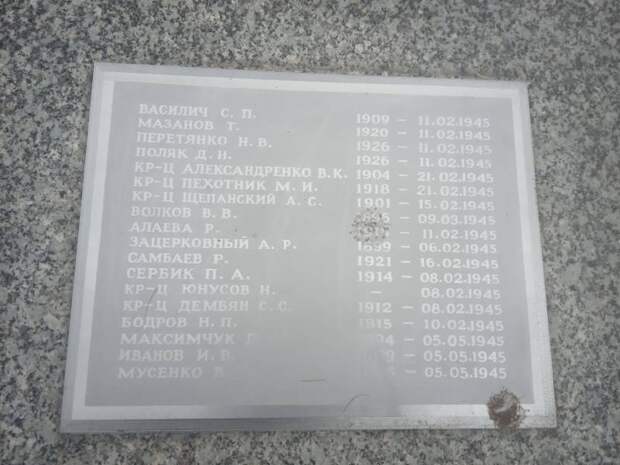 ВАСИЛИЧ С. П. 1909 – 11.02.1945
МАЗАНОВ Т. 1920 – 11.02.1945
ПЕРЕТЯНКО Н. В. 1926 – 11.02.1945
ПОЛЯК Д. И. 1926 – 11.02.1945
КР-Ц АЛЕКСАНДРЕНКО В.К. 1904 – 21.02.1945
КР-Ц ПЕХОТНИК М. И. 1918 – 21.02.1945
КР-Ц ЩЕПАНСКИЙ А. С. 1901 – 15.02.1945
ВОЛКОВ В. В. – 09.03.1945
АЛАЕВА Р. – 11.02.1945
ЗАЦЕРКОВНЫЙ А. Р. 1899 – 06.02.1945
САМБАЕВ Р. 1921 – 16.02.1945
СЕРБИК П. А. 1914 – 08.02.1945
КР-Ц ЮНУСОВ Н. – 08.02.1945
КР-Ц ДЕМБЯН С. С. 1912 – 08.02.1945
БОДРОВ Н. П. 1915 – 10.02.1945
МАКСИМЧУК – 05.05.1945
ИВАНОВ И. – 05.05.1945
МУСЕНКО – 05.05.1945